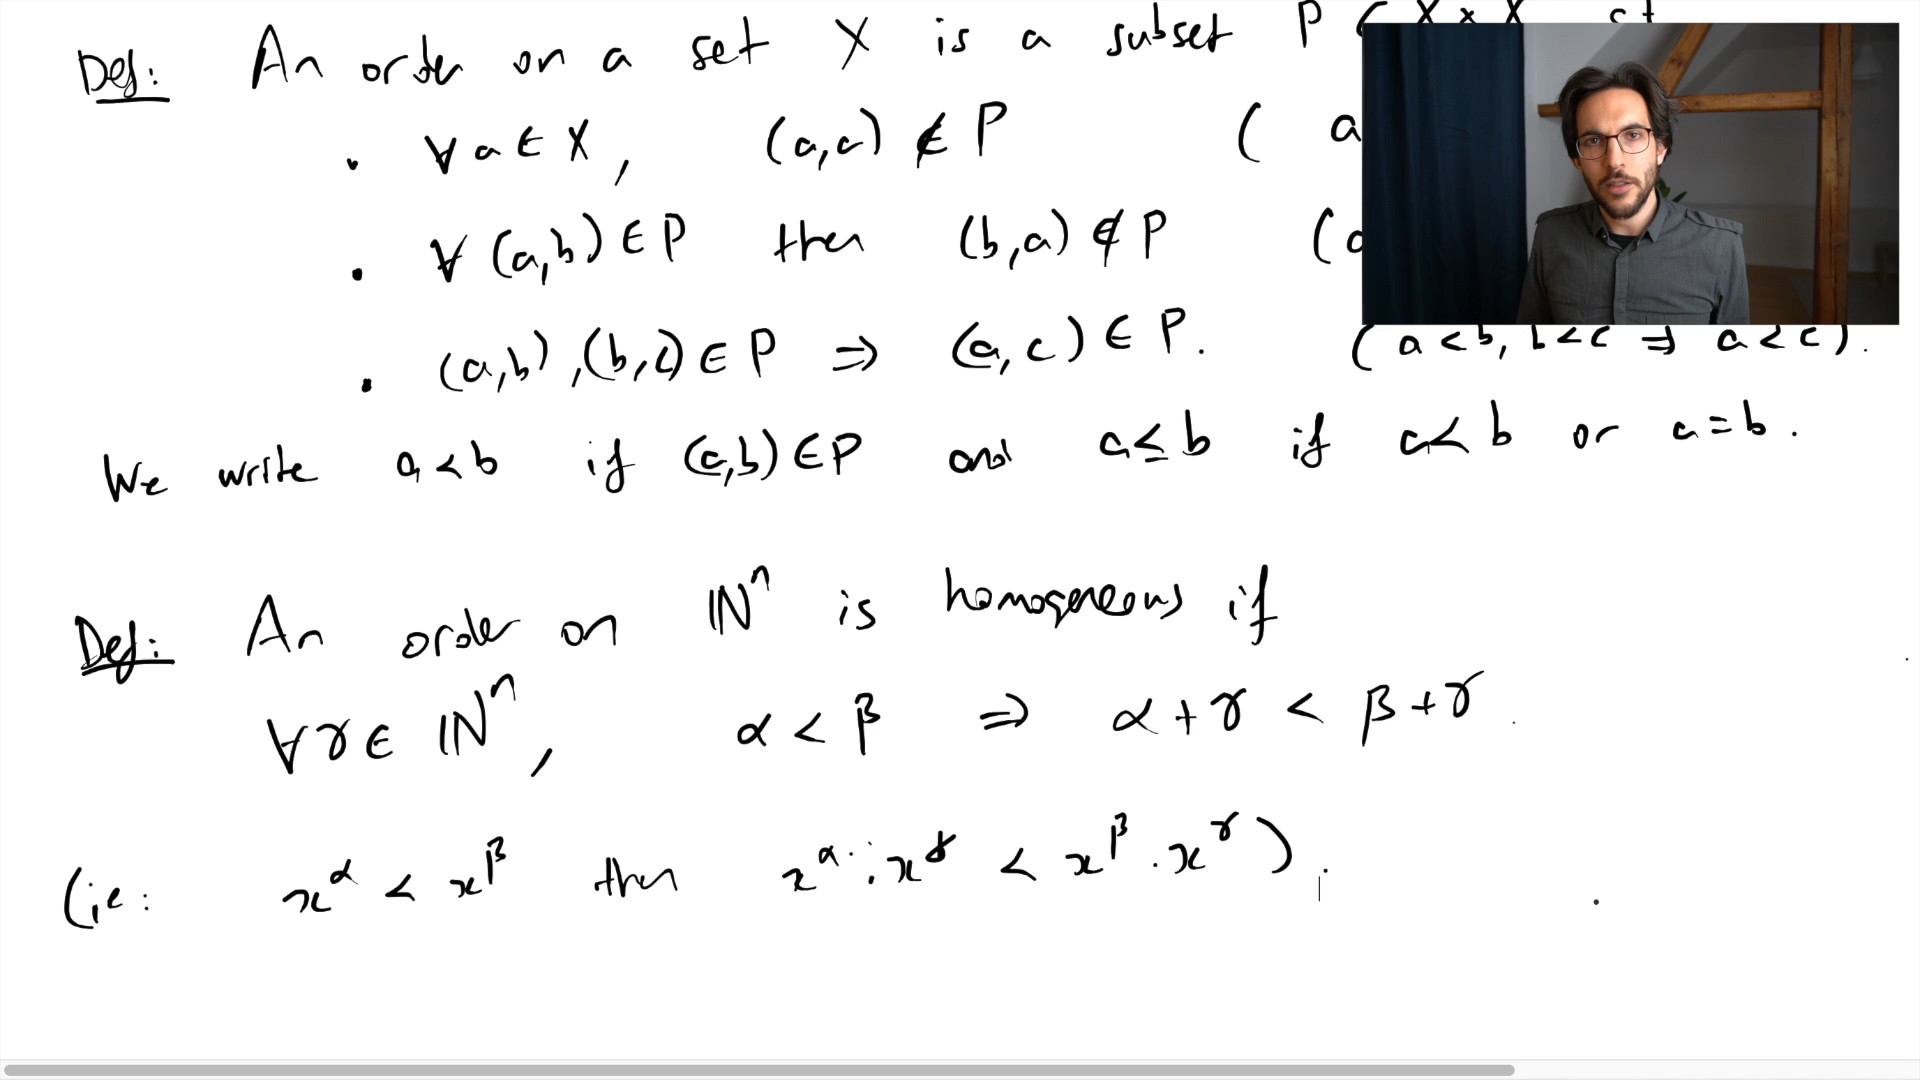 Def: An order on a set X is a subset P ⊂ X × X st
• ∀ a ∈ X, (a,a) ∉ P ( a
• ∀ (a,b) ∈ P then (b,a) ∉ P (a
• (a,b), (b,c) ∈ P ⇒ (a,c) ∈ P. (a<b, b<c ⇒ a<c).
We write a<b if (a,b) ∈ P and a≤b if a<b or a=b.
Def: An order on ℕⁿ is homogeneous if
∀γ ∈ ℕⁿ, α < β ⇒ α+γ < β+γ.
(ie: x^α < x^β then x^α · x^γ < x^β · x^γ).